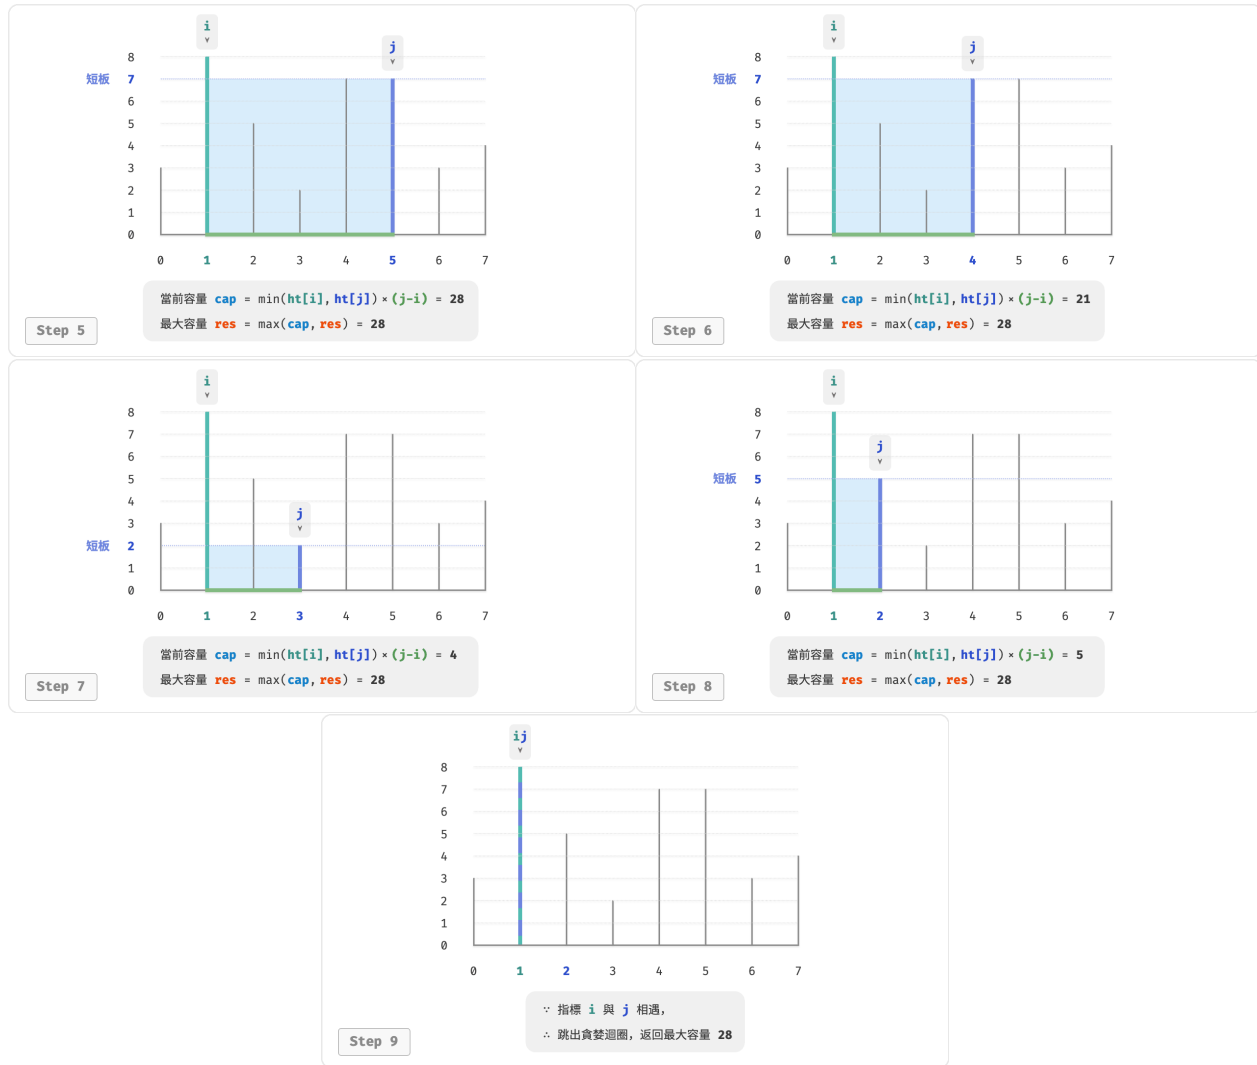 i
j
8
短板 7
6
5
4
3
2
1
0
0 1 2 3 4 5 6 7
當前容量 cap = min(ht[i], ht[j]) × (j-i) = 28
最大容量 res = max(cap, res) = 28
Step 5
i
j
8
短板 7
6
5
4
3
2
1
0
0 1 2 3 4 5 6 7
當前容量 cap = min(ht[i], ht[j]) × (j-i) = 21
最大容量 res = max(cap, res) = 28
Step 6
i
8
7
6
5
4
j
3
短板 2
1
0
0 1 2 3 4 5 6 7
當前容量 cap = min(ht[i], ht[j]) × (j-i) = 4
最大容量 res = max(cap, res) = 28
Step 7
i
8
7
j
6
短板 5
4
3
2
1
0
0 1 2 3 4 5 6 7
當前容量 cap = min(ht[i], ht[j]) × (j-i) = 5
最大容量 res = max(cap, res) = 28
Step 8
ij
8
7
6
5
4
3
2
1
0
0 1 2 3 4 5 6 7
∵ 指標 i 與 j 相遇，
∴ 跳出貪婪迴圈，返回最大容量 28
Step 9